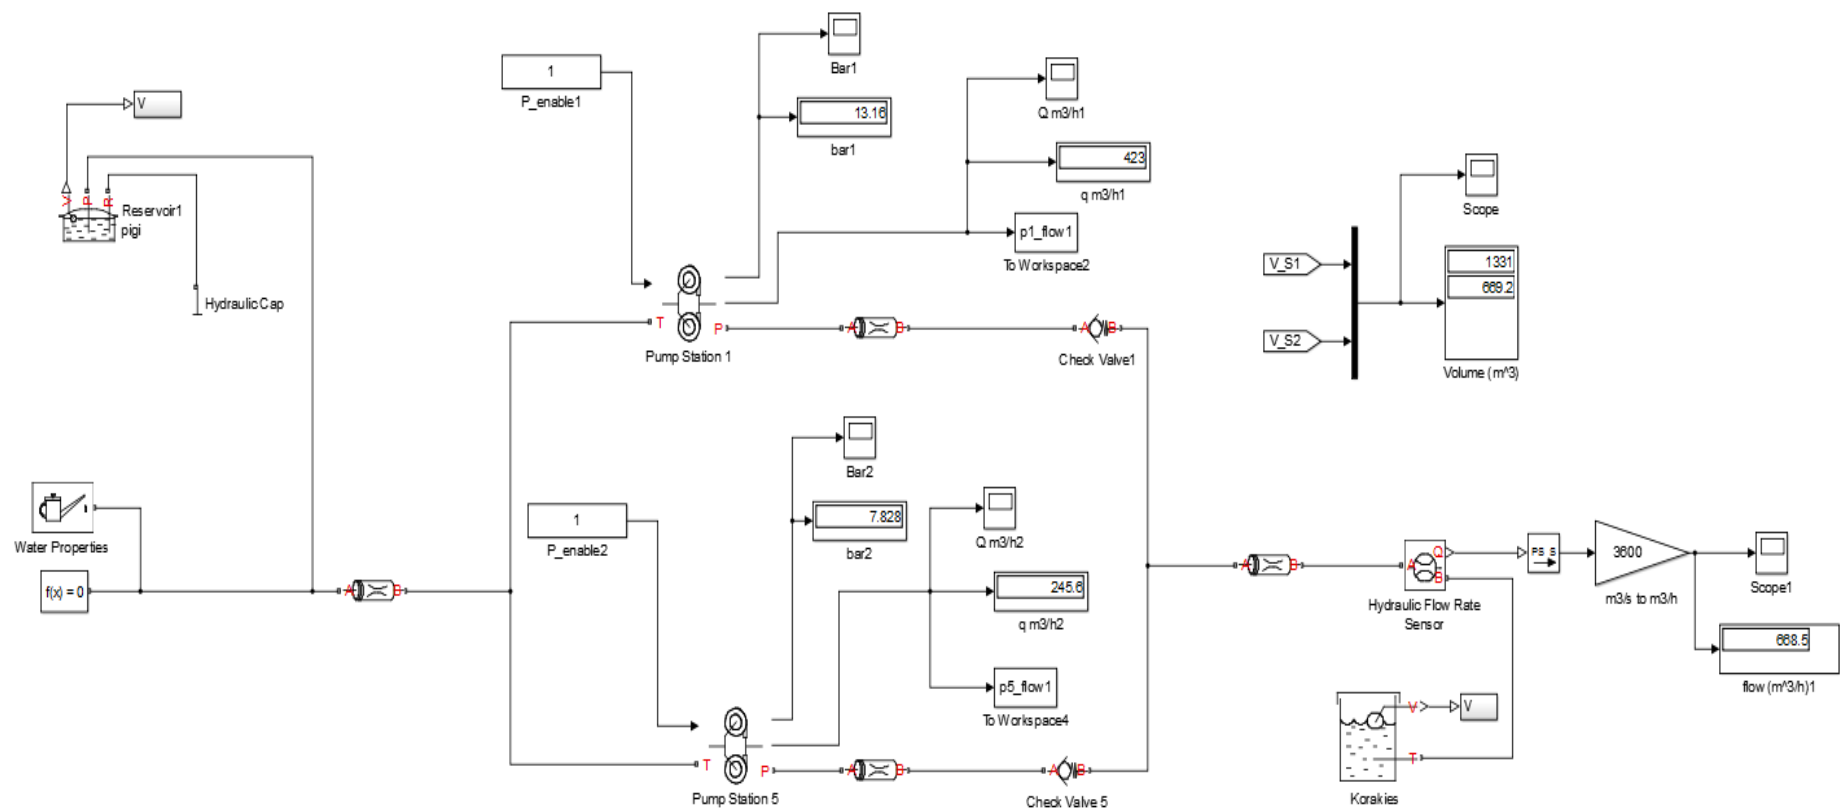 Bar1
1
P_enable1
13.16
bar1
Q m3/h1
423
q m3/h1
p1_flow1
To Workspace2
V
V
P
R
Reservoir1
pigi
Hydraulic Cap
T
P
Pump Station 1
A
B
A
B
Check Valve1
Scope
V_S1
V_S2
1331
669.2
Volume (m^3)
Water Properties
f(x) = 0
A
B
Bar2
1
P_enable2
7.828
bar2
Q m3/h2
245.6
q m3/h2
p5_flow1
To Workspace4
T
P
Pump Station 5
A
B
A
B
Check Valve 5
A
B
A
Q
B
Hydraulic Flow Rate
Sensor
PS S
3600
m3/s to m3/h
Scope1
668.5
flow (m^3/h)1
V
V
T
Korakies